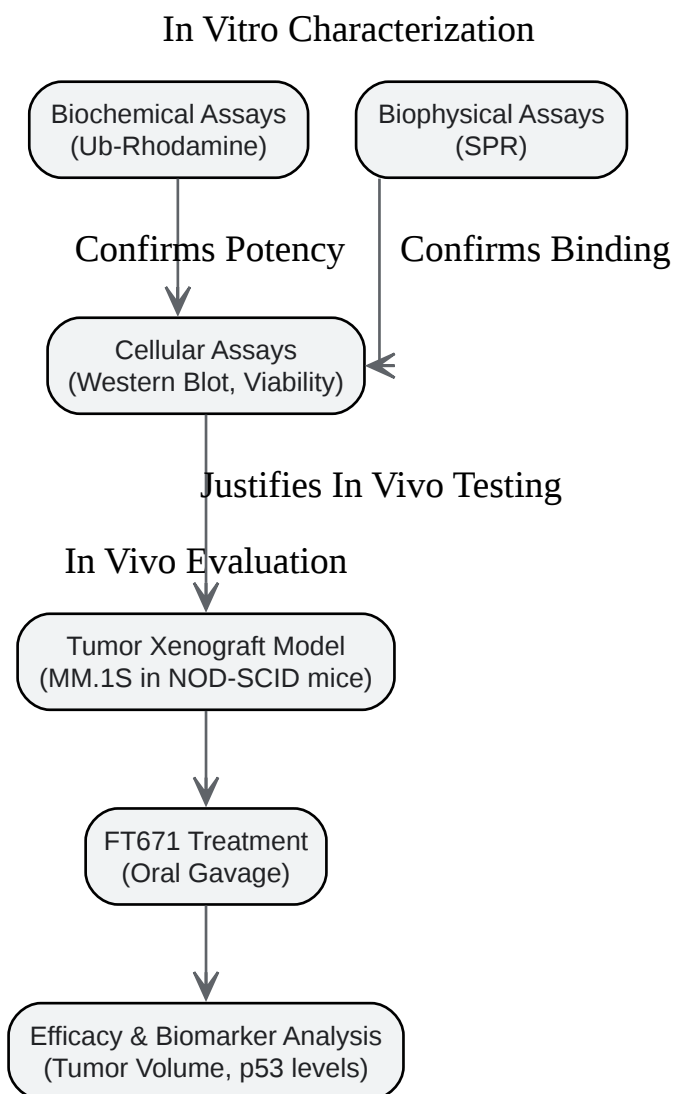 In Vitro Characterization
Biochemical Assays
(Ub-Rhodamine)
Biophysical Assays
(SPR)
Confirms Potency
Confirms Binding
Cellular Assays
(Western Blot, Viability)
Justifies In Vivo Testing
In Vivo Evaluation
Tumor Xenograft Model
(MM.1S in NOD-SCID mice)
FT671 Treatment
(Oral Gavage)
Efficacy & Biomarker Analysis
(Tumor Volume, p53 levels)